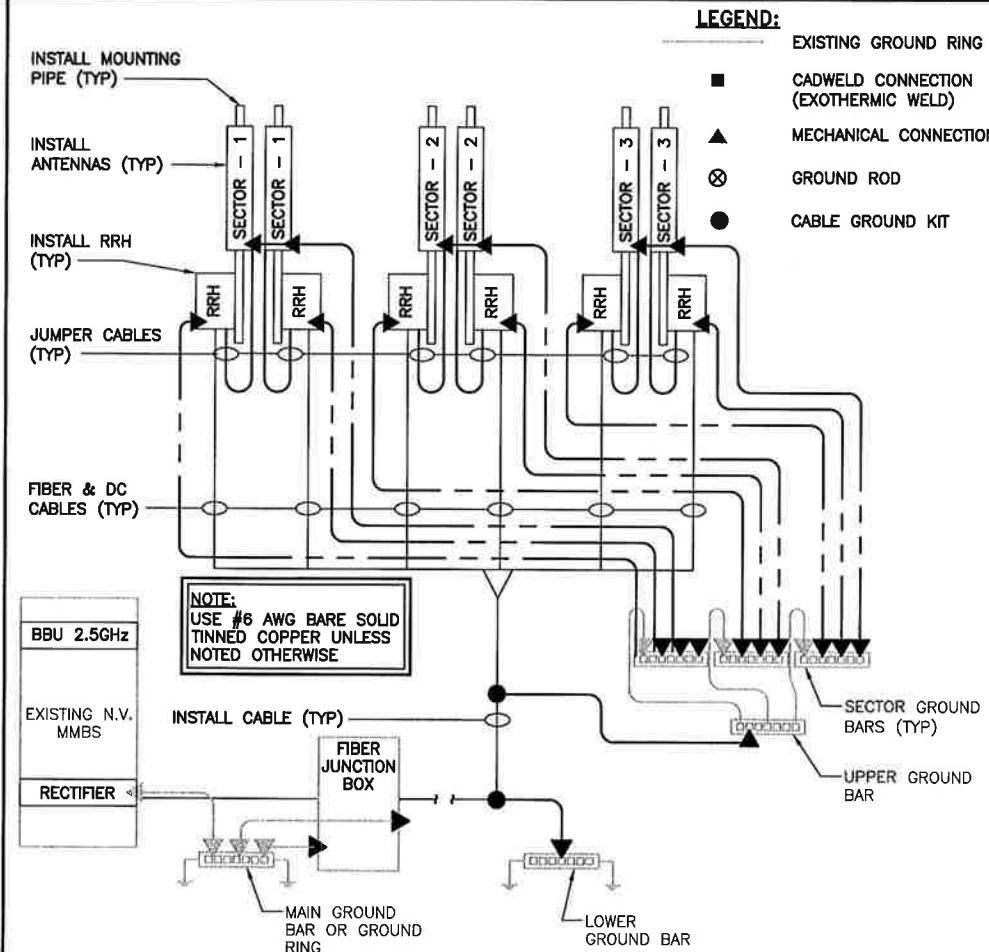 LEGEND:
EXISTING GROUND RING
CADWELD CONNECTION
(EXOTHERMIC WELD)
MECHANICAL CONNECTION
GROUND ROD
CABLE GROUND KIT
INSTALL MOUNTING
PIPE (TYP)
INSTALL
ANTENNAS (TYP)
SECTOR - 1
SECTOR - 1
SECTOR - 2
SECTOR - 2
SECTOR - 3
SECTOR - 3
INSTALL RRH
(TYP)
RRH
RRH
RRH
RRH
RRH
RRH
JUMPER CABLES
(TYP)
FIBER & DC
CABLES (TYP)
NOTE:
USE #6 AWG BARE SOLID
TINNED COPPER UNLESS
NOTED OTHERWISE
BBU 2.5GHz
EXISTING N.V.
MMBS
RECTIFIER
INSTALL CABLE (TYP)
FIBER
JUNCTION
BOX
SECTOR GROUND
BARS (TYP)
UPPER GROUND
BAR
MAIN GROUND
BAR OR GROUND
RING
LOWER
GROUND BAR